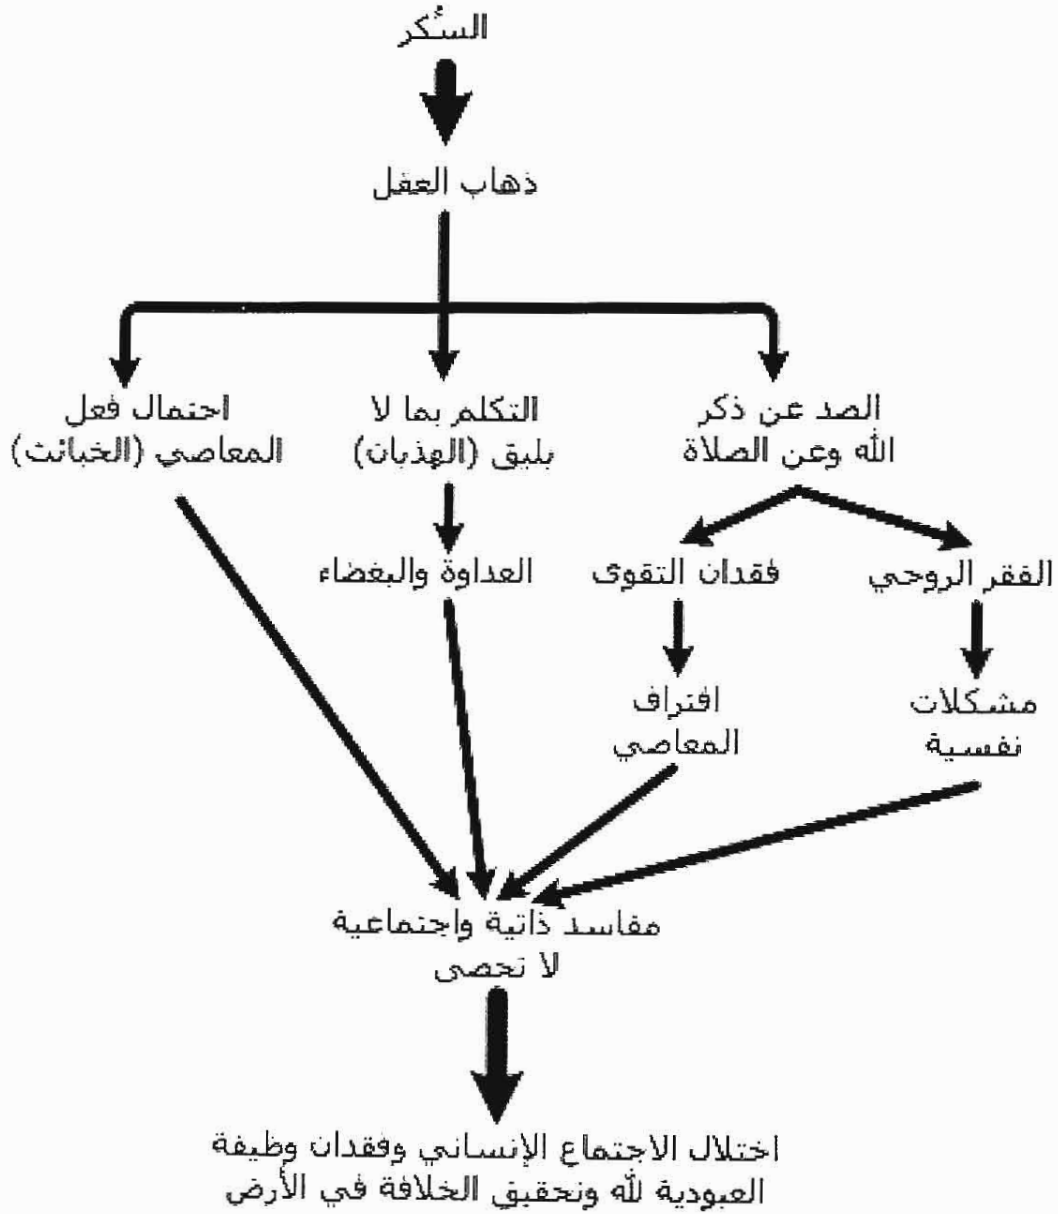 السُكر
ذهاب العقل
الصد عن ذكر
الله وعن الصلاة
التكلم بما لا
يليق (الهذيان)
احتمال فعل
المعاصي (الخبائث)
الفقر الروحي
فقدان التقوى
العداوة والبغضاء
مشكلات
نفسية
اقتراف
المعاصي
مفاسد ذاتية واجتماعية
لا تحصى
اختلال الاجتماع الإنساني وفقدان وظيفة
العبودية لله وتحقيق الخلافة في الأرض